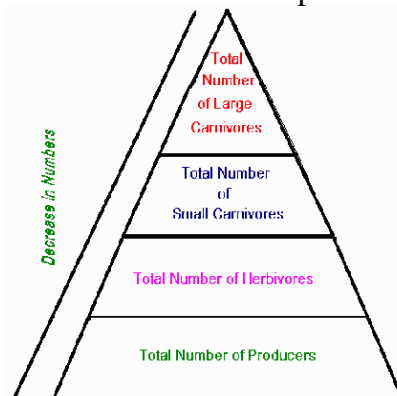 Total
Number
of Large
Carnivores
Total Number
of
Small Carnivores
Total Number of Herbivores
Total Number of Producers
Decrease in Numbers